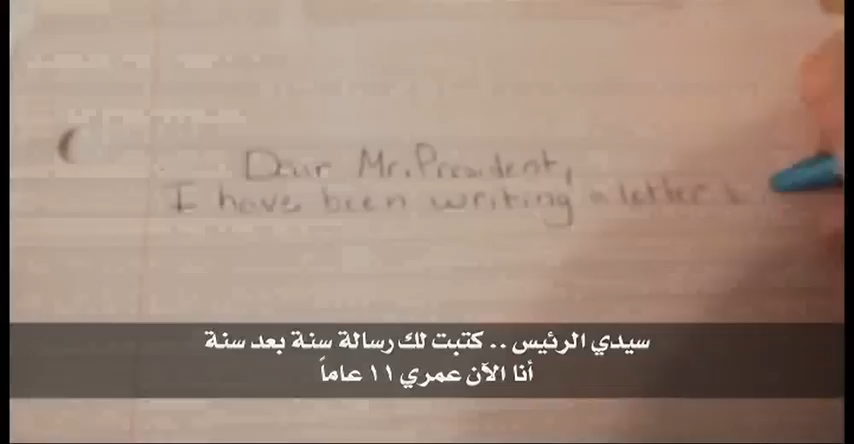 Dear Mr. President,
I have been writing a letter
سيدي الرئيس .. كتبت لك رسالة سنة بعد سنة
أنا الآن عمري ١١ عاماً